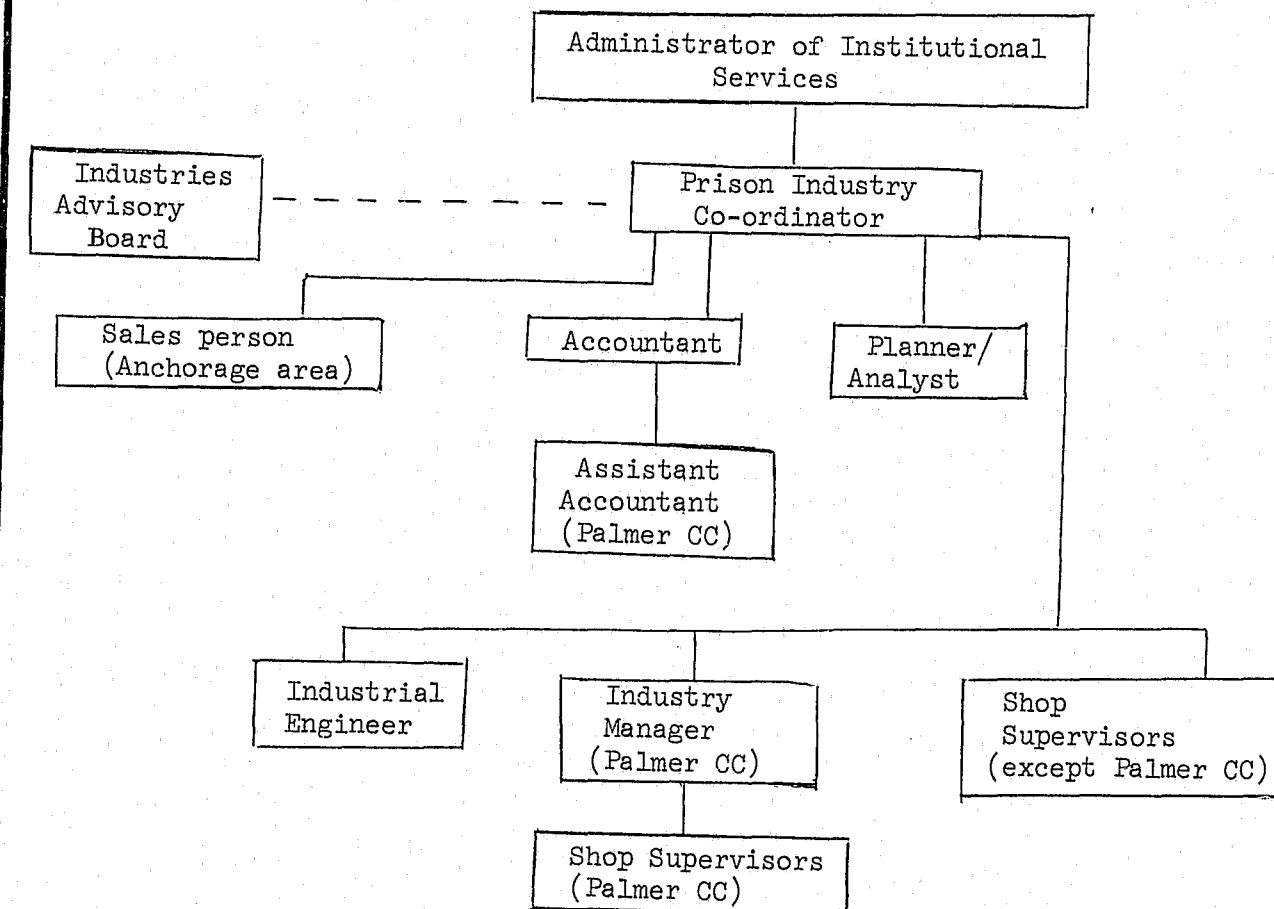 Administrator of Institutional
Services
Industries
Advisory
Board
Prison Industry
Co-ordinator
Sales person
(Anchorage area)
Accountant
Planner/
Analyst
Assistant
Accountant
(Palmer CC)
Industrial
Engineer
Industry
Manager
(Palmer CC)
Shop
Supervisors
(except Palmer CC)
Shop Supervisors
(Palmer CC)